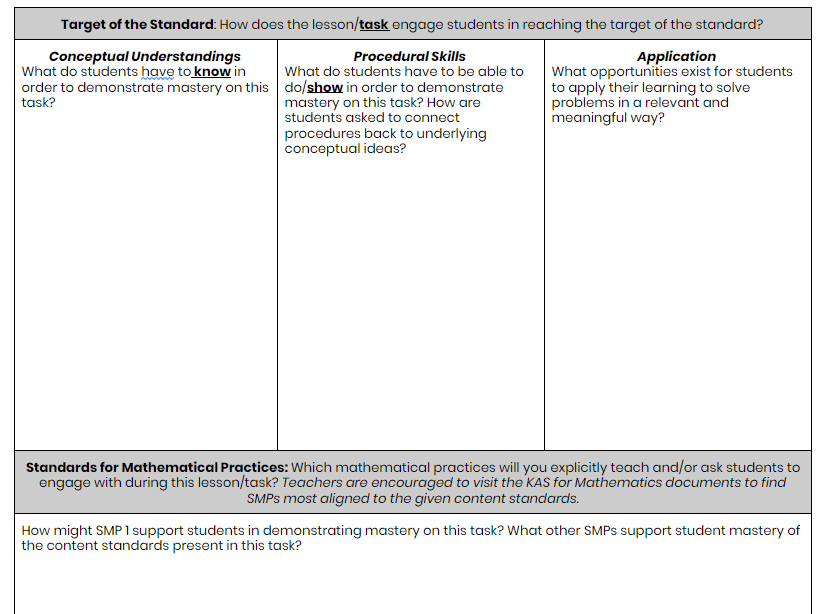 Target of the Standard: How does the lesson/task engage students in reaching the target of the standard?
Conceptual Understandings
What do students have to know in
order to demonstrate mastery on this
task?
Procedural Skills
What do students have to be able to
do/show in order to demonstrate
mastery on this task? How are
students asked to connect
procedures back to underlying
conceptual ideas?
Application
What opportunities exist for students
to apply their learning to solve
problems in a relevant and
meaningful way?
Standards for Mathematical Practices: Which mathematical practices will you explicitly teach and/or ask students to
engage with during this lesson/task? Teachers are encouraged to visit the KAS for Mathematics documents to find
SMPs most aligned to the given content standards.
How might SMP 1 support students in demonstrating mastery on this task? What other SMPs support student mastery of
the content standards present in this task?